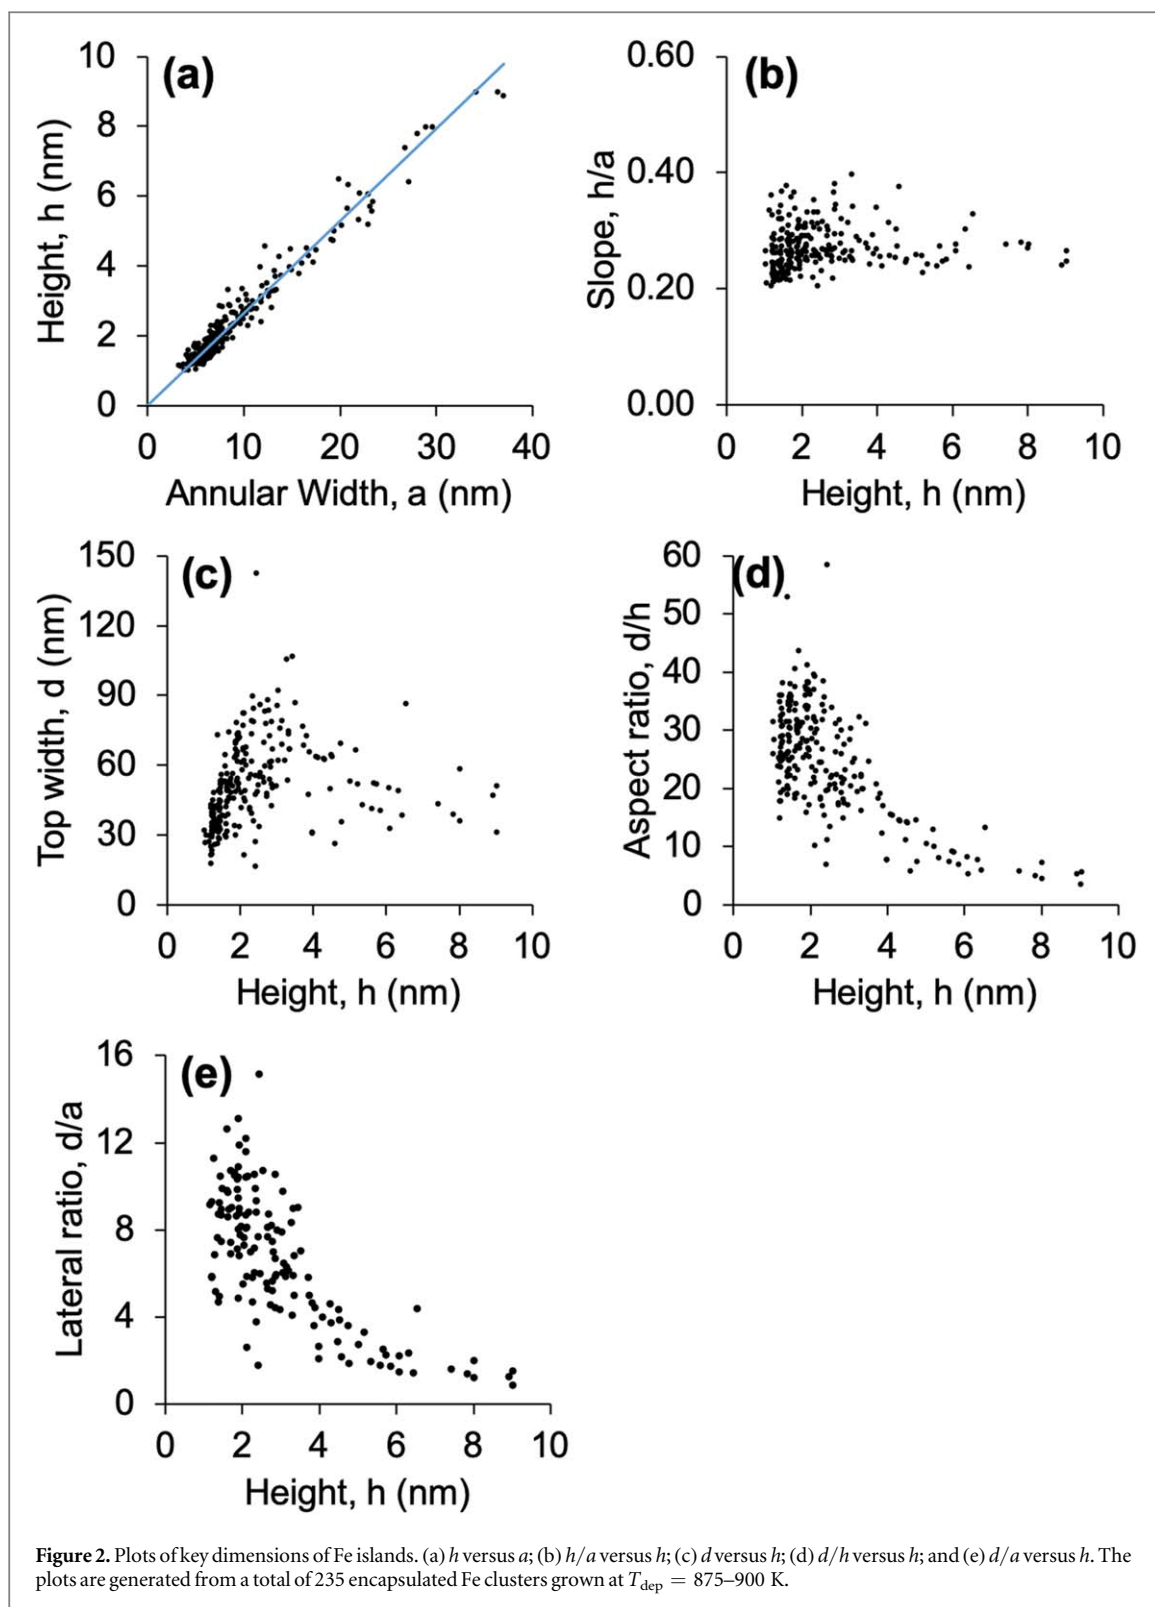 (a)
10
8
6
4
2
0
Height, h (nm)
0 10 20 30 40
Annular Width, a (nm)
(b)
0.60
0.40
0.20
0.00
Slope, h/a
0 2 4 6 8 10
Height, h (nm)
(c)
150
120
90
60
30
0
Top width, d (nm)
0 2 4 6 8 10
Height, h (nm)
(d)
60
50
40
30
20
10
0
Aspect ratio, d/h
0 2 4 6 8 10
Height, h (nm)
(e)
16
12
8
4
0
Lateral ratio, d/a
0 2 4 6 8 10
Height, h (nm)
Figure 2. Plots of key dimensions of Fe islands. (a) h versus a; (b) h/a versus h; (c) d versus h; (d) d/h versus h; and (e) d/a versus h. The
plots are generated from a total of 235 encapsulated Fe clusters grown at T_dep = 875–900 K.